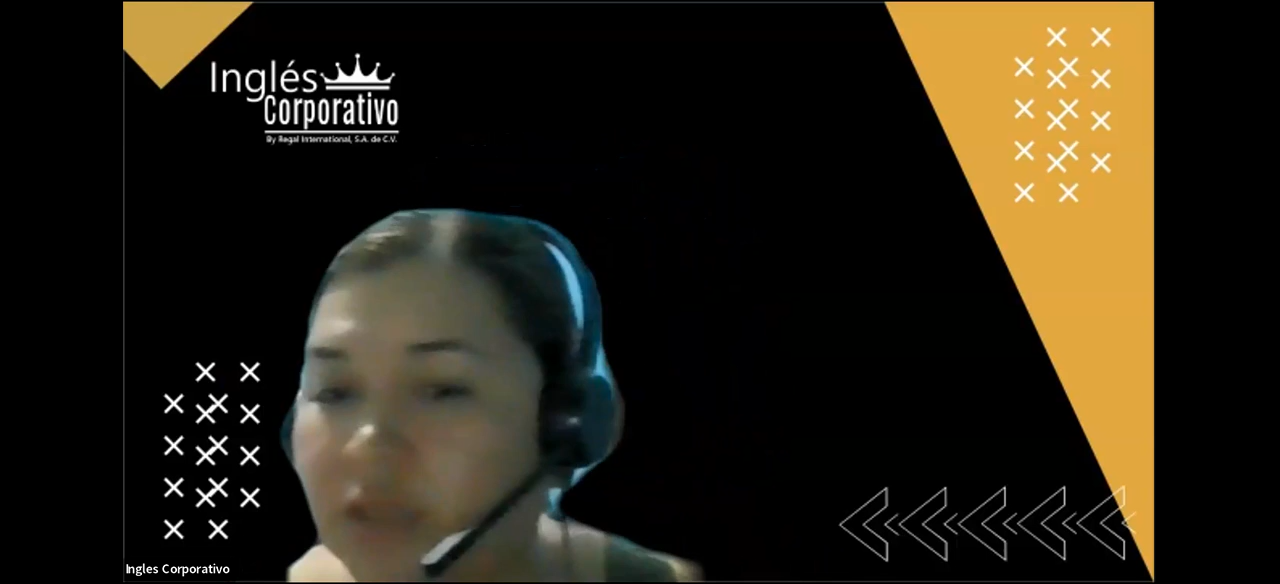 Inglés
Corporativo
By Regal International, S.A. de C.V.
Ingles Corporativo